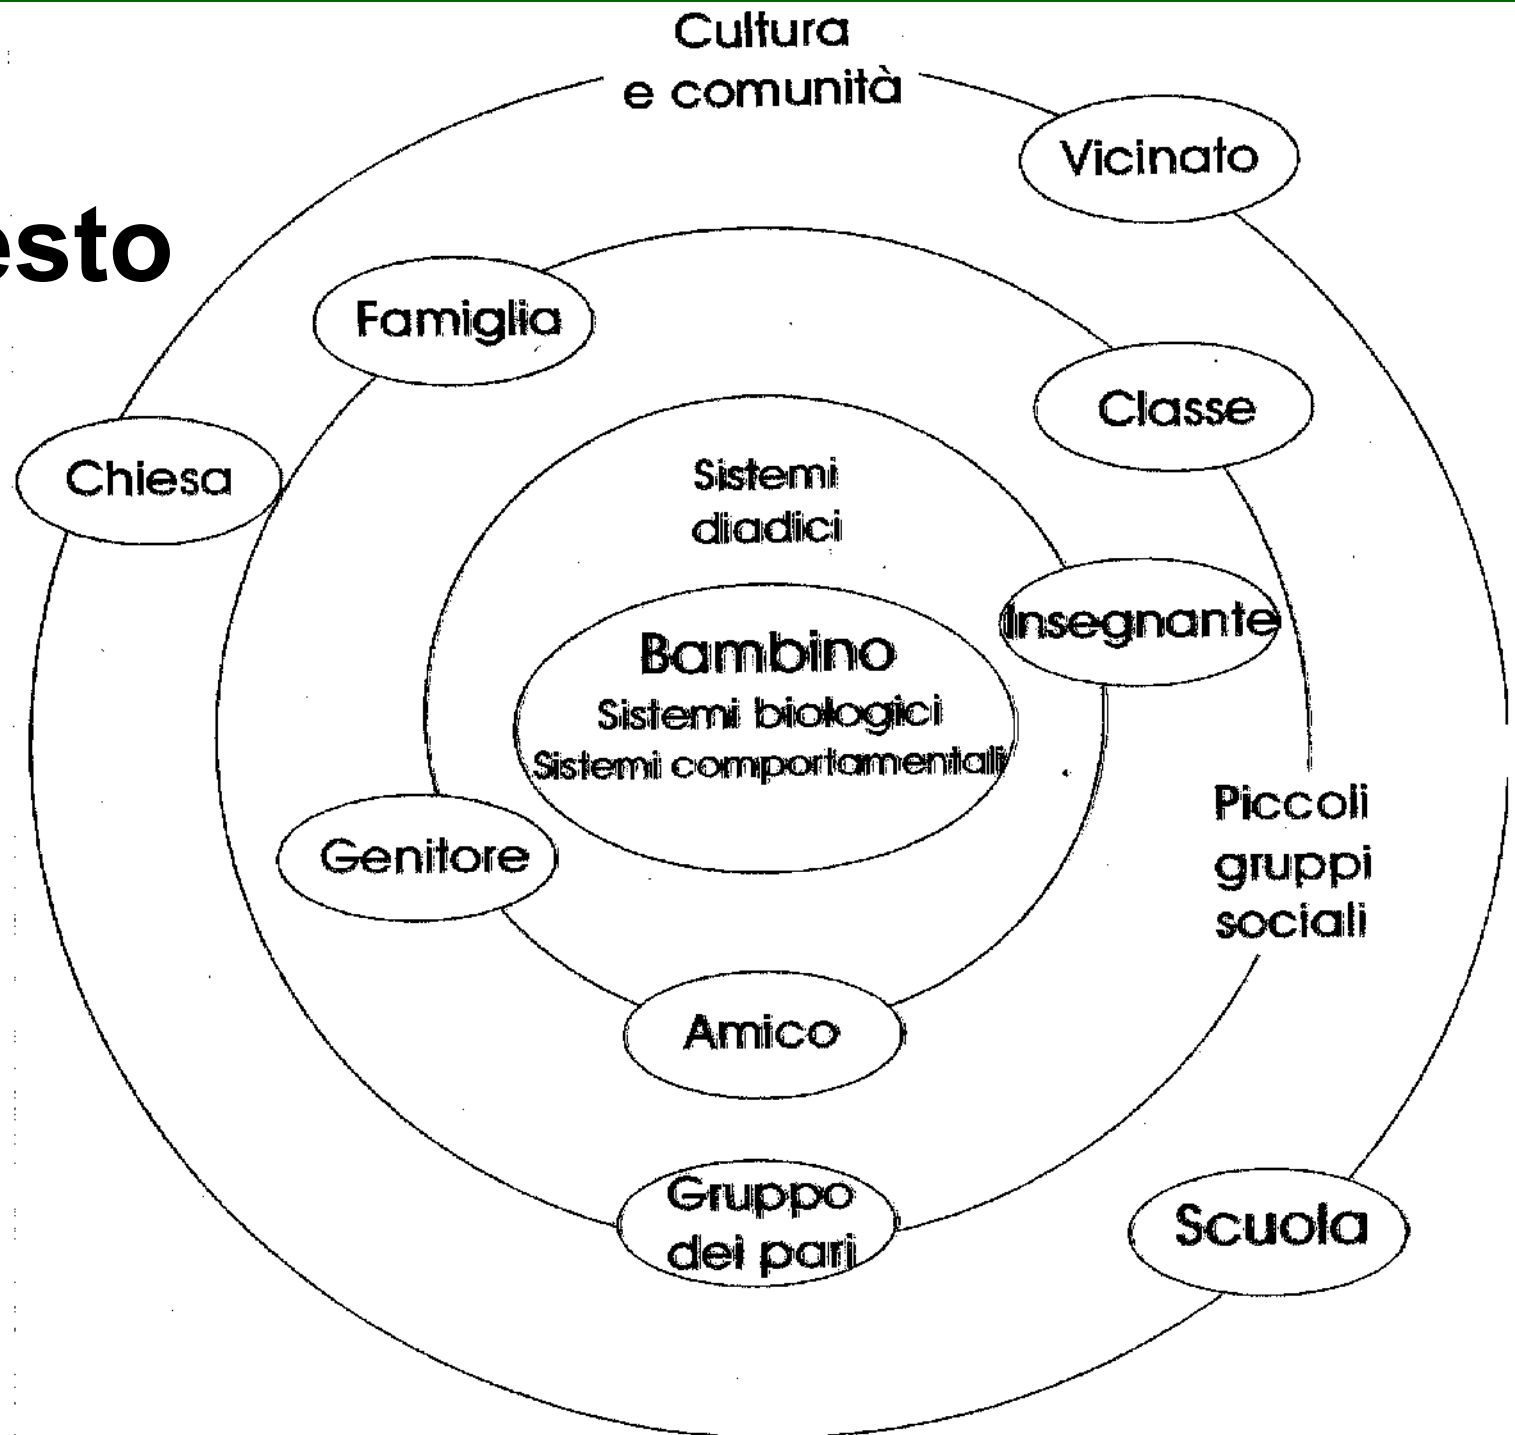 Cultura
e comunità
Vicinato
esto
Famiglia
Classe
Chiesa
Sistemi
diadici
Insegnante
Bambino
Sistemi biologici
Sistemi comportamentali
Genitore
Piccoli
gruppi
sociali
Amico
Gruppo
dei pari
Scuola